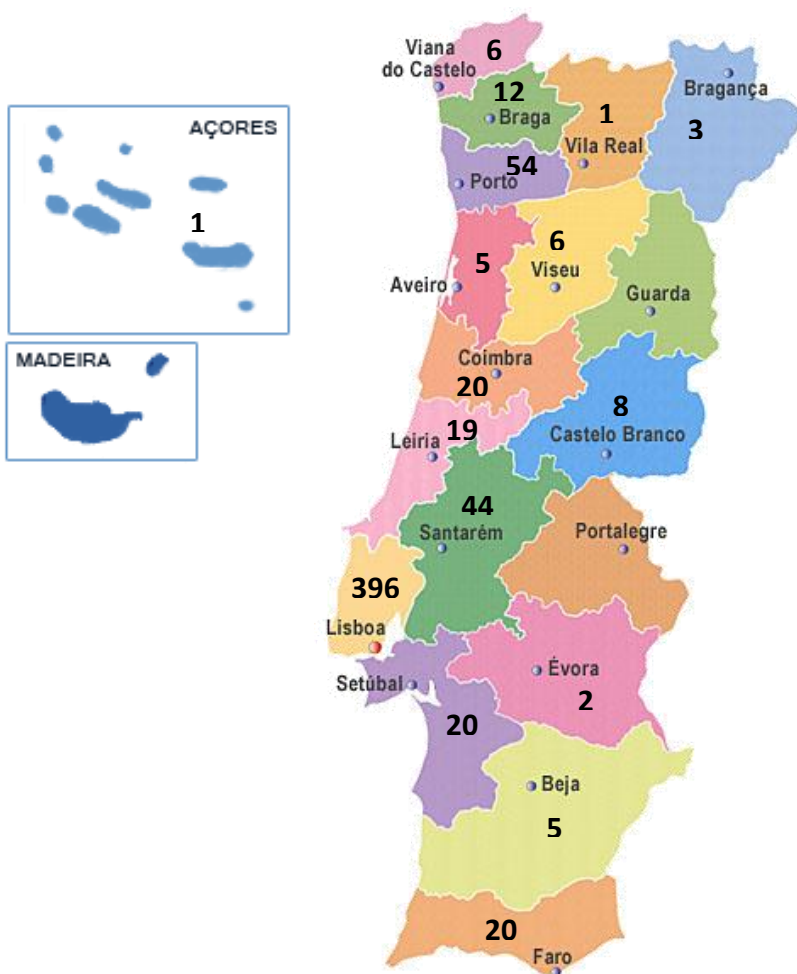 Viana
do Castelo
6
12
Braga
1
Vila Real
Bragança
3
AÇORES
1
54
Porto
5
Aveiro
6
Viseu
Guarda
MADEIRA
Coimbra
20
8
Castelo Branco
19
Leiria
44
Santarém
Portalegre
396
Lisboa
Setúbal
20
Évora
2
Beja
5
20
Faro